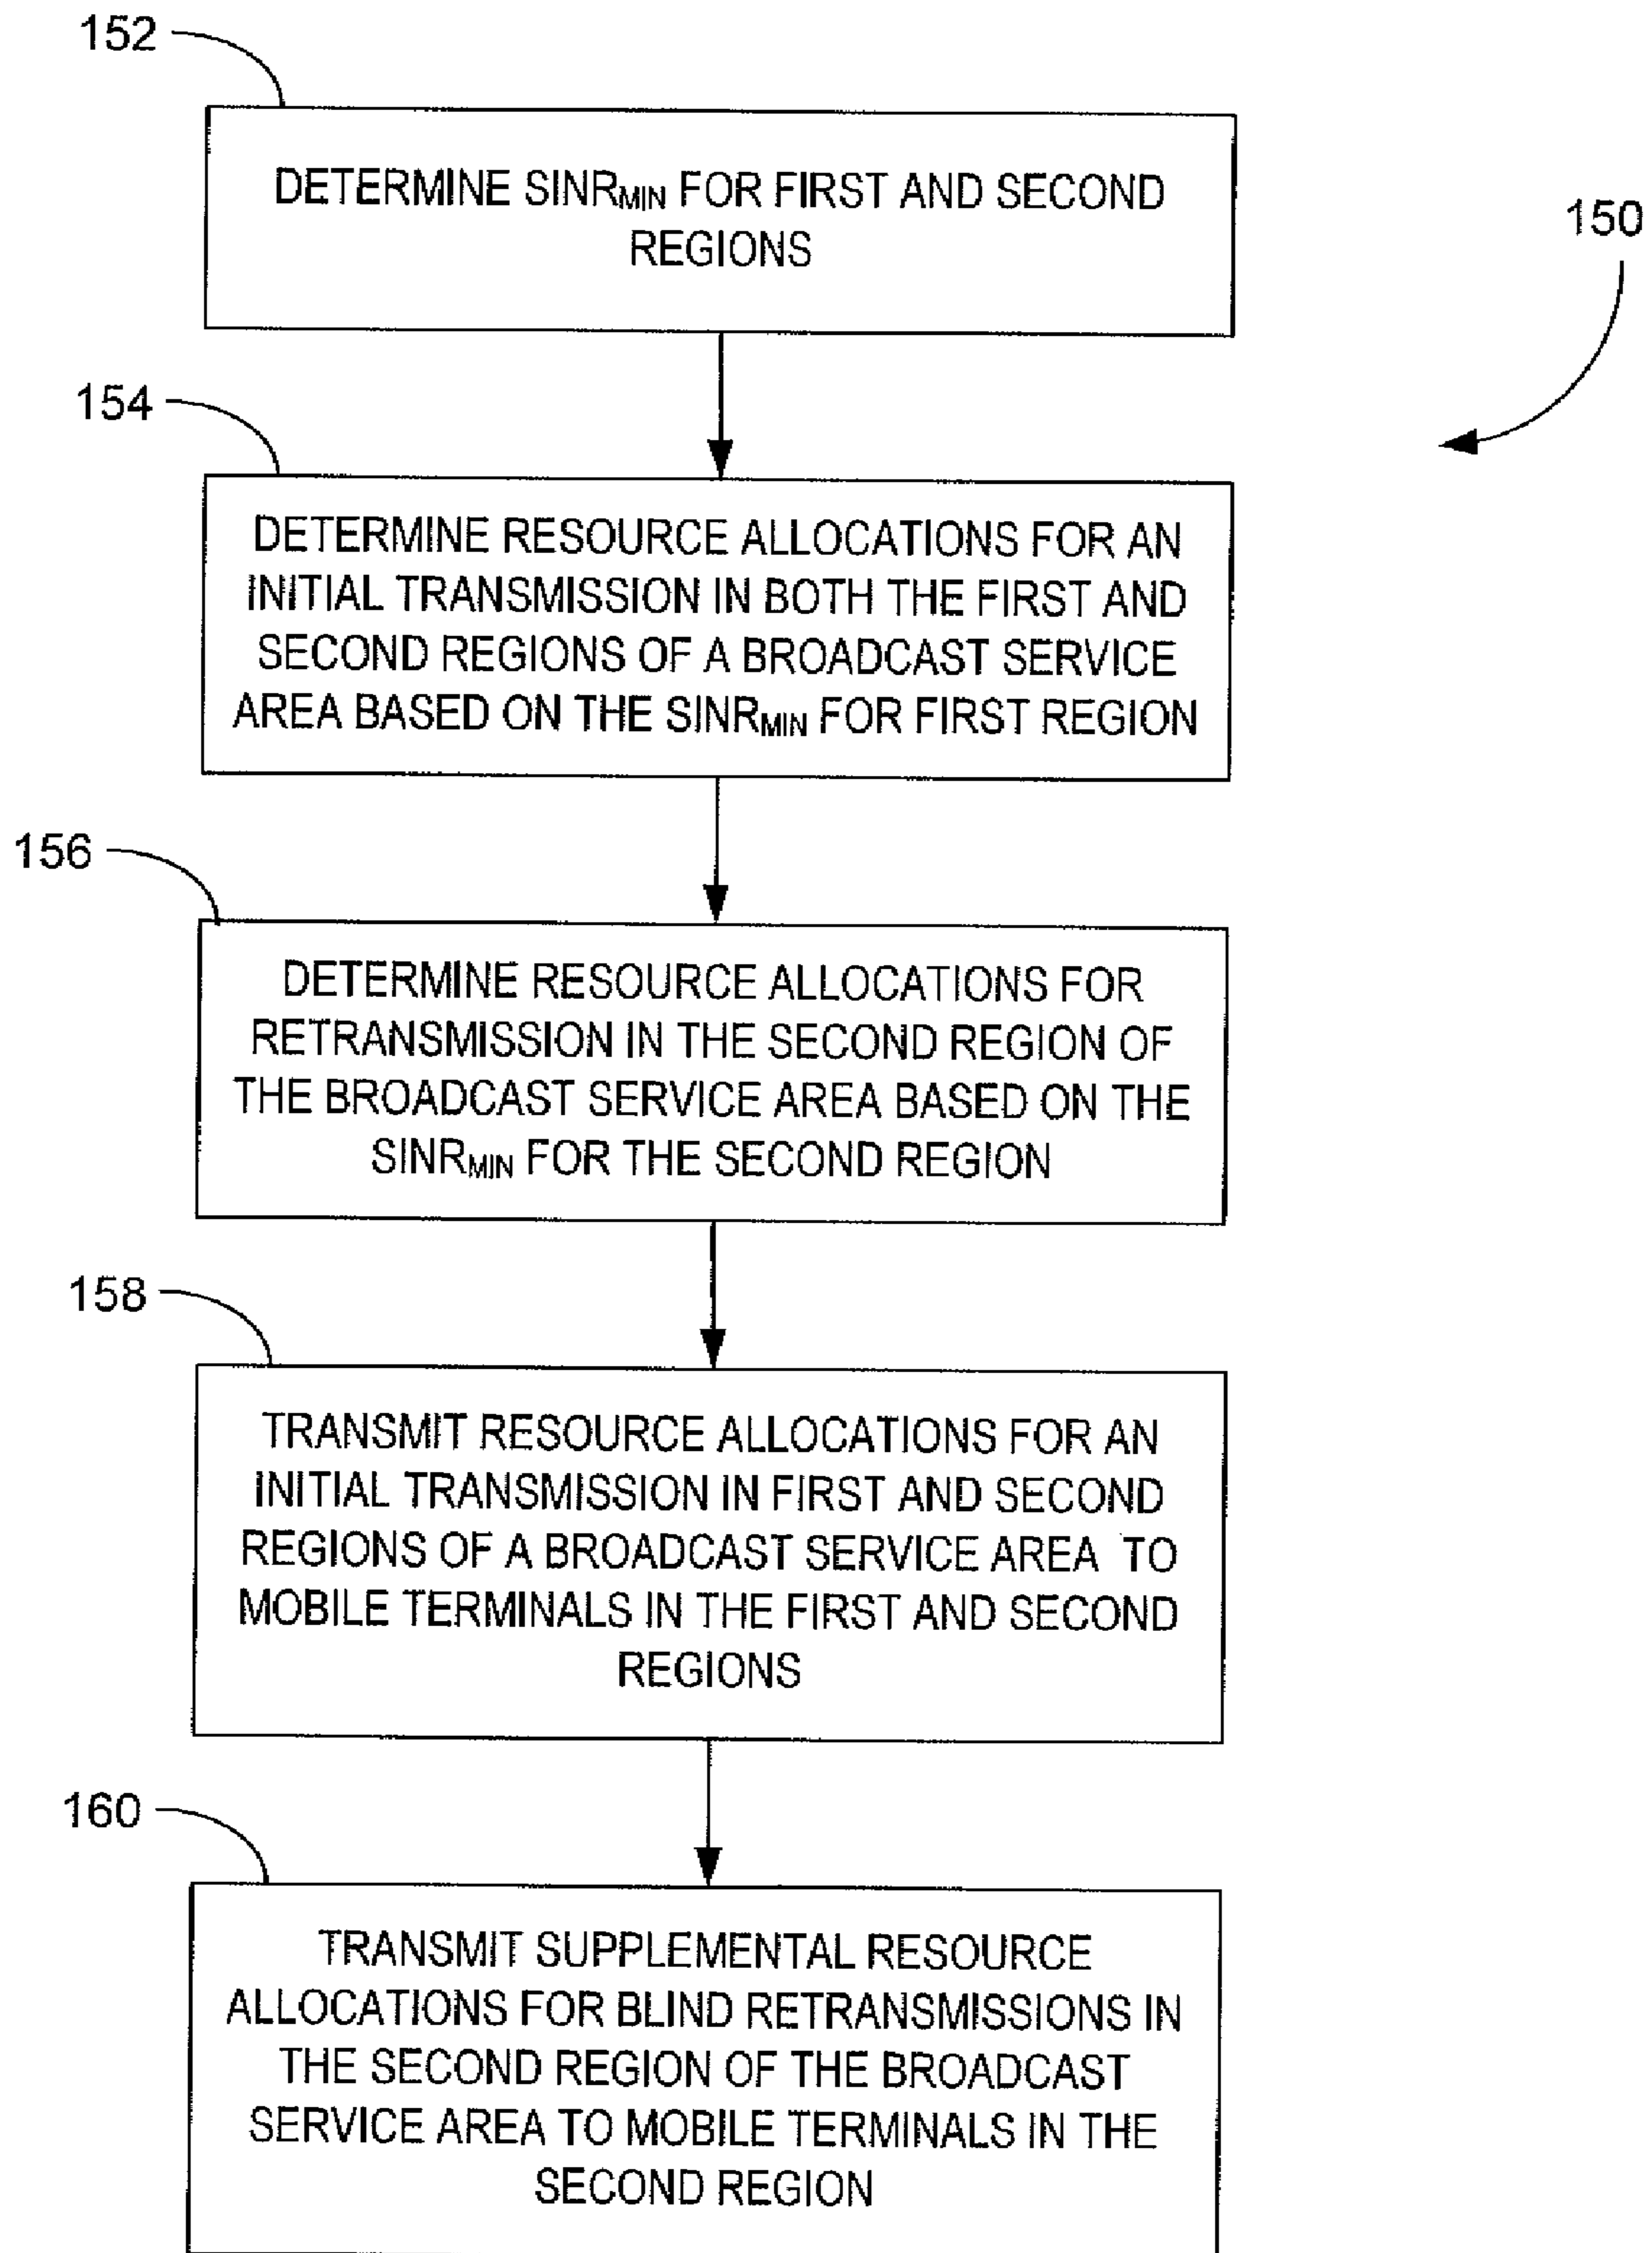 152
DETERMINE SINRMIN FOR FIRST AND SECOND
REGIONS
150
154
DETERMINE RESOURCE ALLOCATIONS FOR AN
INITIAL TRANSMISSION IN BOTH THE FIRST AND
SECOND REGIONS OF A BROADCAST SERVICE
AREA BASED ON THE SINRMIN FOR FIRST REGION
156
DETERMINE RESOURCE ALLOCATIONS FOR
RETRANSMISSION IN THE SECOND REGION OF
THE BROADCAST SERVICE AREA BASED ON THE
SINRMIN FOR THE SECOND REGION
158
TRANSMIT RESOURCE ALLOCATIONS FOR AN
INITIAL TRANSMISSION IN FIRST AND SECOND
REGIONS OF A BROADCAST SERVICE AREA TO
MOBILE TERMINALS IN THE FIRST AND SECOND
REGIONS
160
TRANSMIT SUPPLEMENTAL RESOURCE
ALLOCATIONS FOR BLIND RETRANSMISSIONS IN
THE SECOND REGION OF THE BROADCAST
SERVICE AREA TO MOBILE TERMINALS IN THE
SECOND REGION